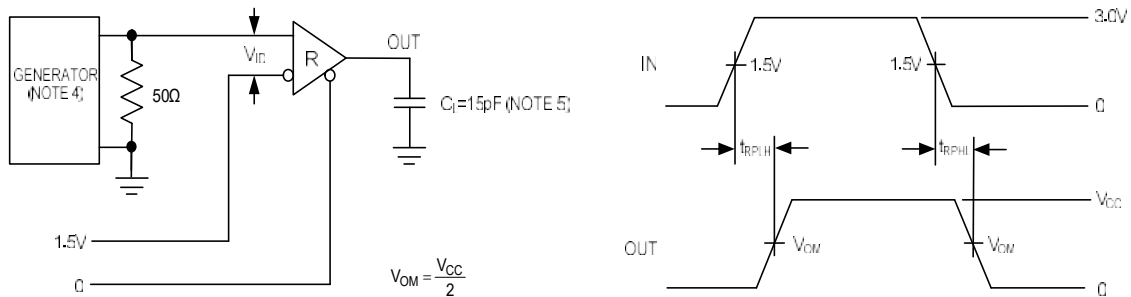 GENERATOR
(NOTE 4)
50Ω
V_ID
R
OUT
C_L=15pF (NOTE 5)
1.5V
0
V_OM = V_CC
2
IN
1.5V
1.5V
3.0V
0
t_RPLH
t_RPHL
OUT
V_OM
V_OM
V_CC
0